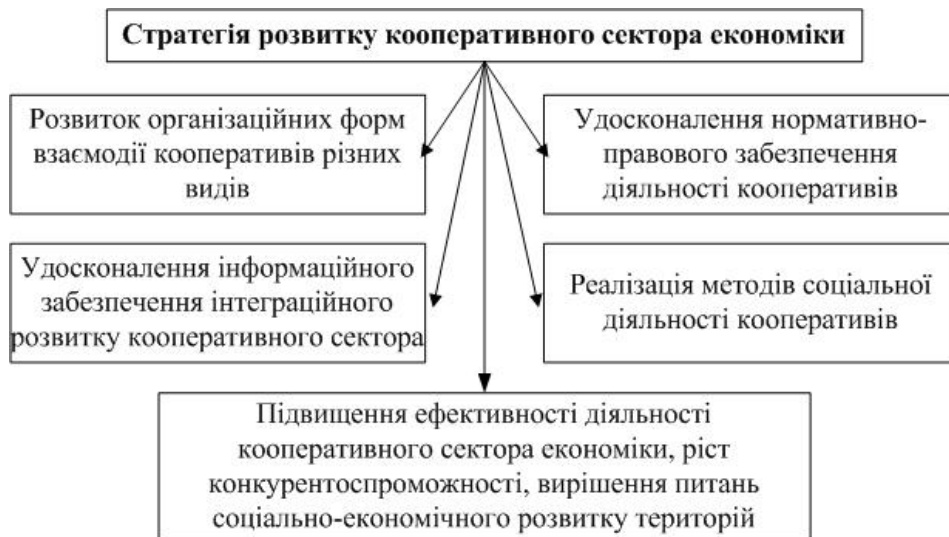 Стратегія розвитку кооперативного сектора економіки
Розвиток організаційних форм
взаємодії кооперативів різних
видів
Удосконалення нормативно-
правового забезпечення
діяльності кооперативів
Удосконалення інформаційного
забезпечення інтеграційного
розвитку кооперативного сектора
Реалізація методів соціальної
діяльності кооперативів
Підвищення ефективності діяльності
кооперативного сектора економіки, ріст
конкурентоспроможності, вирішення питань
соціально-економічного розвитку територій